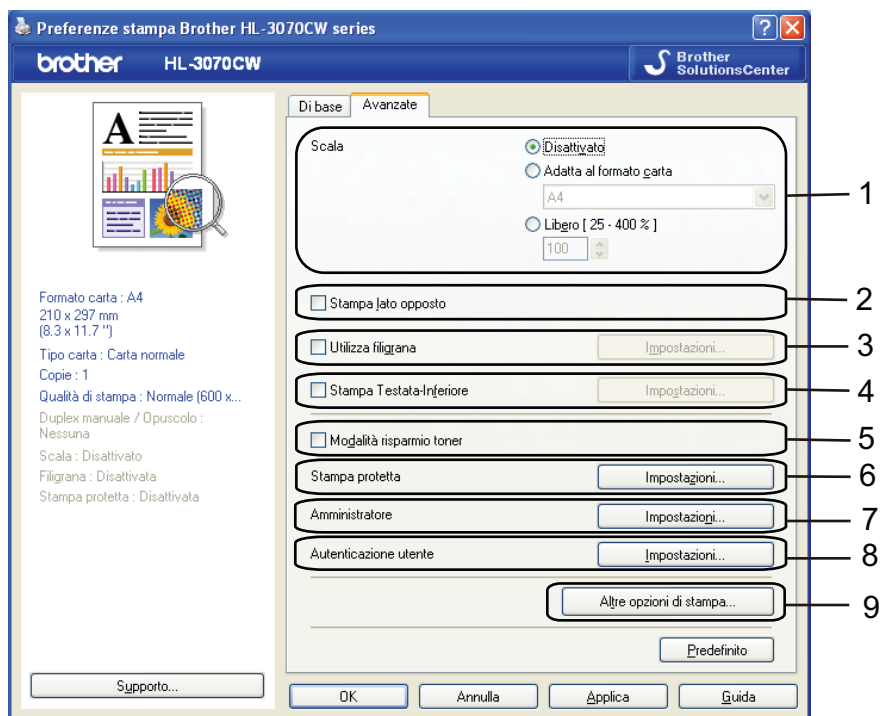 Preferenze stampa Brother HL-3070CW series
brother HL-3070CW
Brother
SolutionsCenter
Di base Avanzate
A
Scala
Disattivato
Adatta al formato carta
A4
Libero [ 25 - 400 % ]
100
1
Stampa lato opposto
2
Utilizza filigrana Impostazioni...
3
Stampa Testata-Inferiore Impostazioni...
4
Modalità risparmio toner
5
Stampa protetta Impostazioni...
6
Amministratore Impostazioni...
7
Autenticazione utente Impostazioni...
8
Altre opzioni di stampa...
9
Predefinito
Formato carta : A4
210 x 297 mm
(8.3 x 11.7 ")
Tipo carta : Carta normale
Copie : 1
Qualità di stampa : Normale (600 x...
Duplex manuale / Opuscolo :
Nessuna
Scala : Disattivato
Filigrana : Disattivata
Stampa protetta : Disattivata
Supporto...
OK Annulla Applica Guida